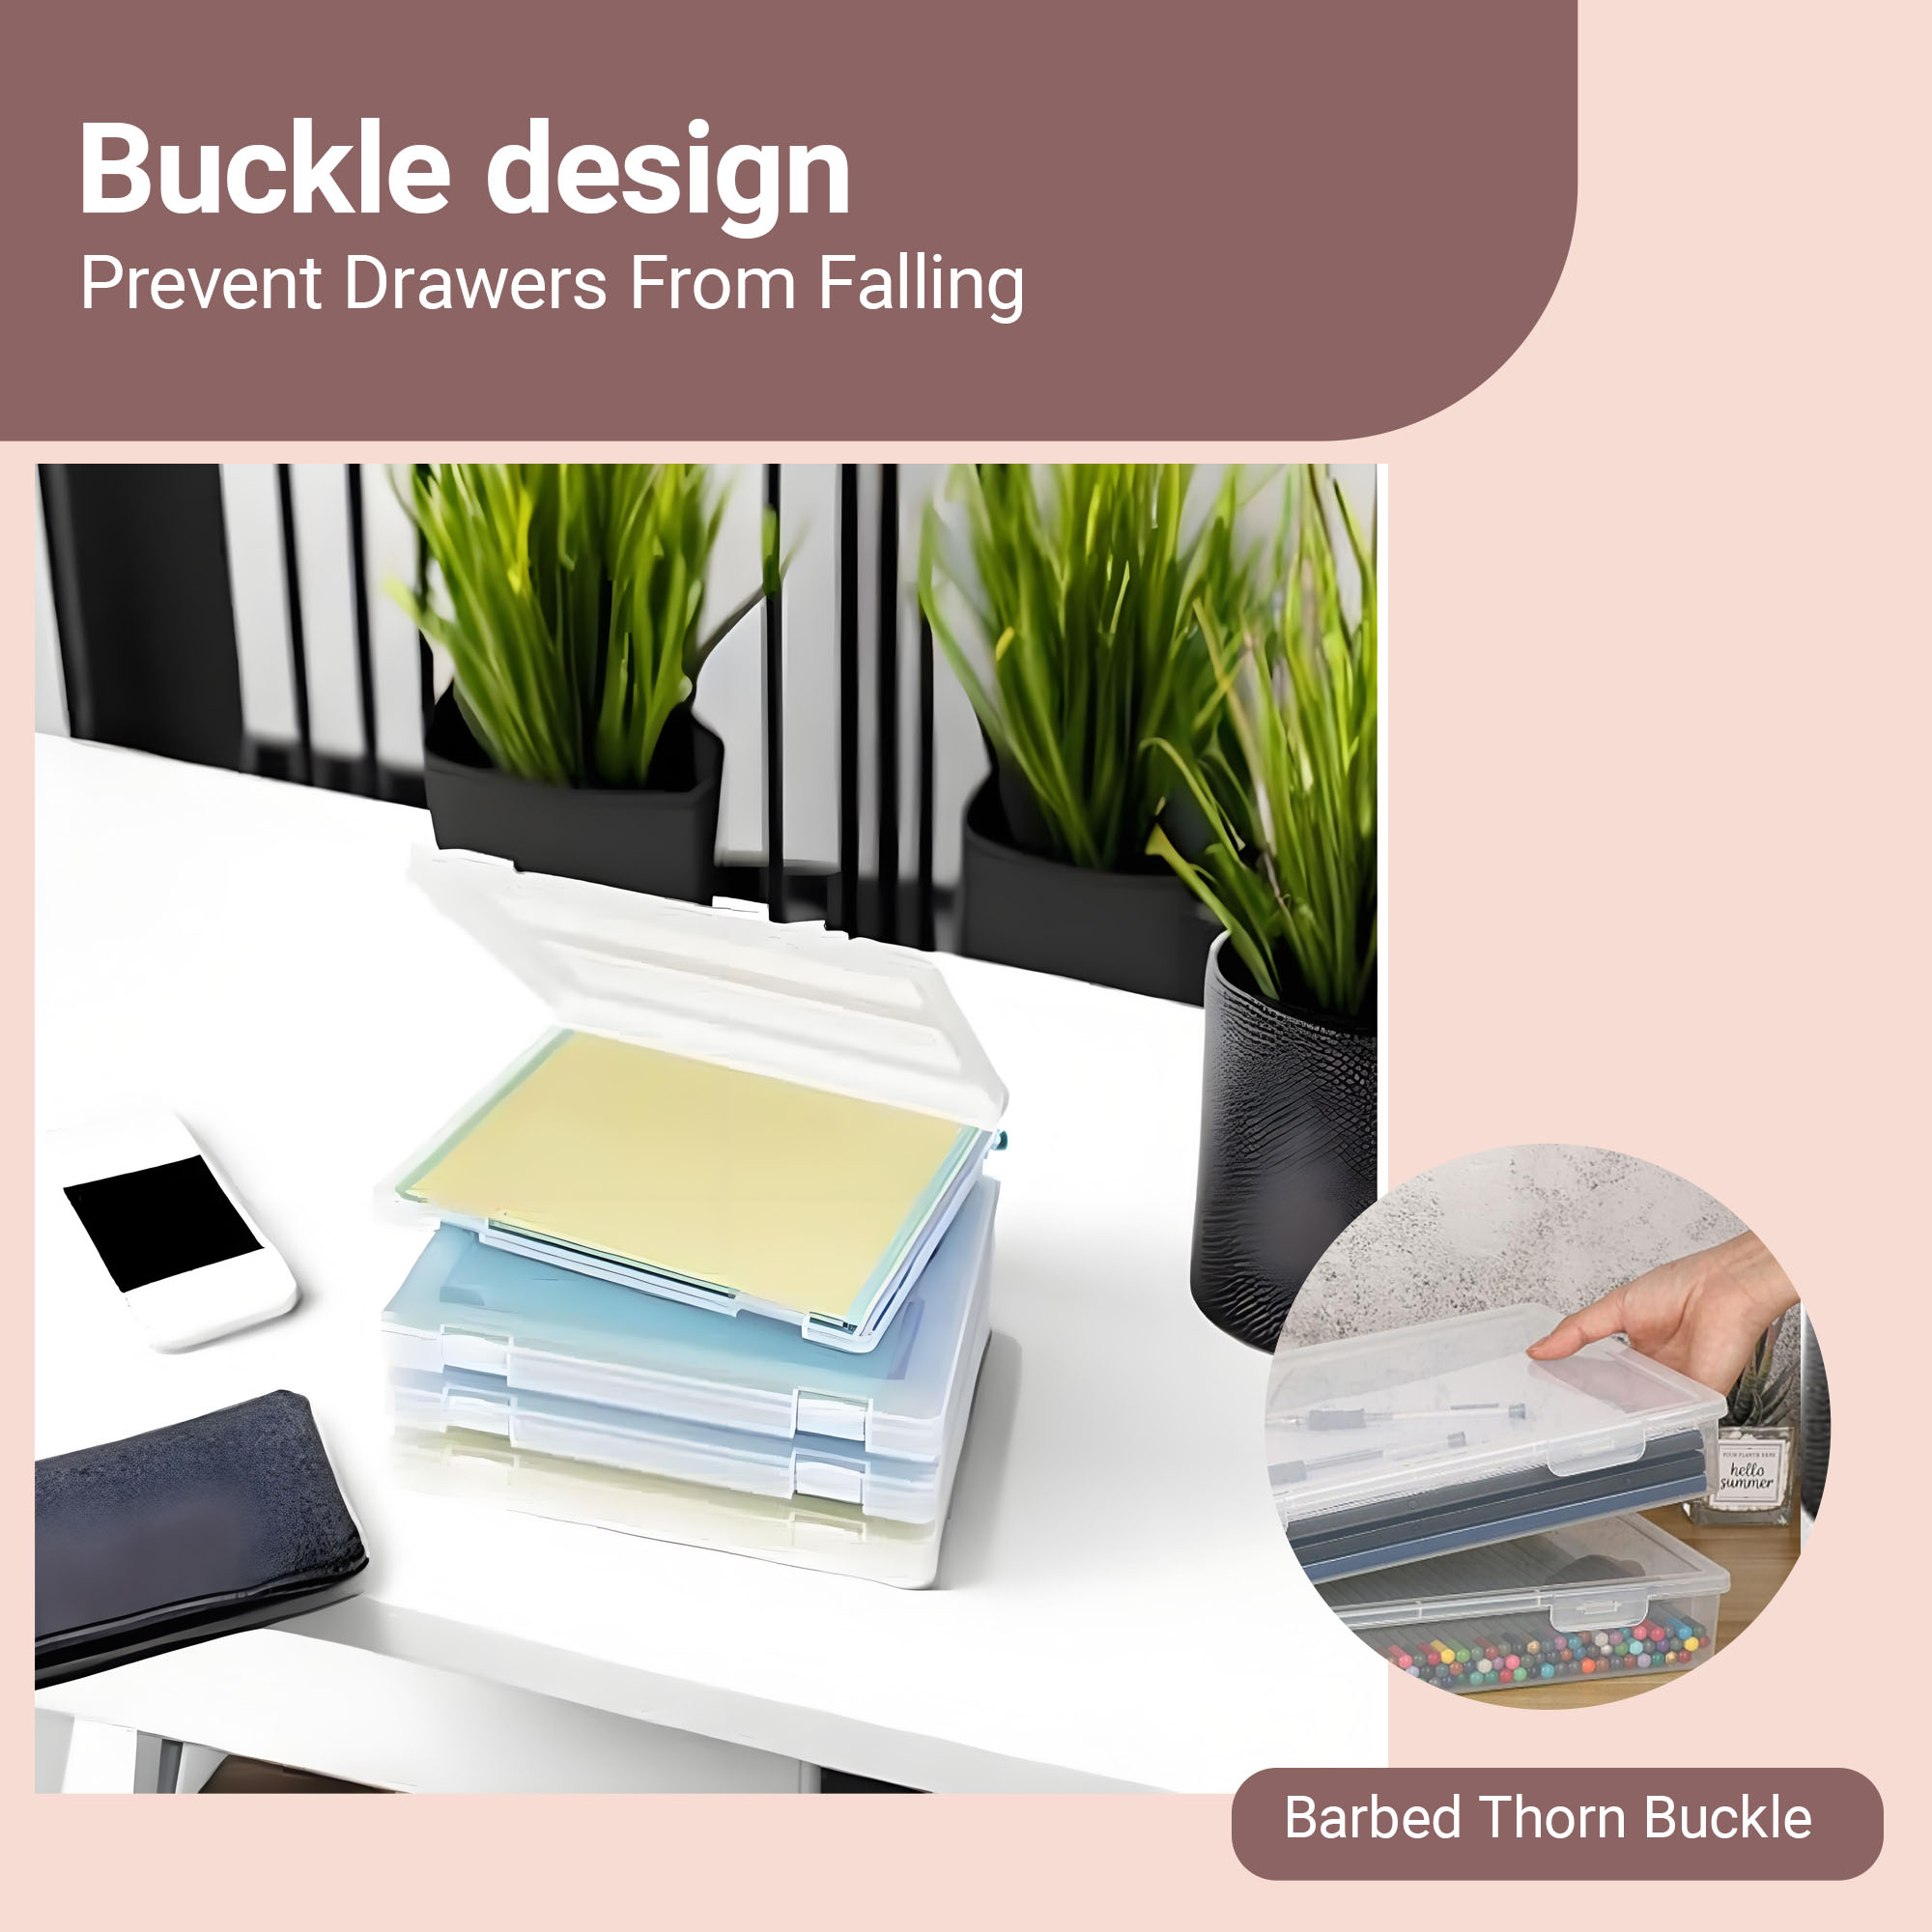 Buckle design
Prevent Drawers From Falling
hello
summer
Barbed Thorn Buckle